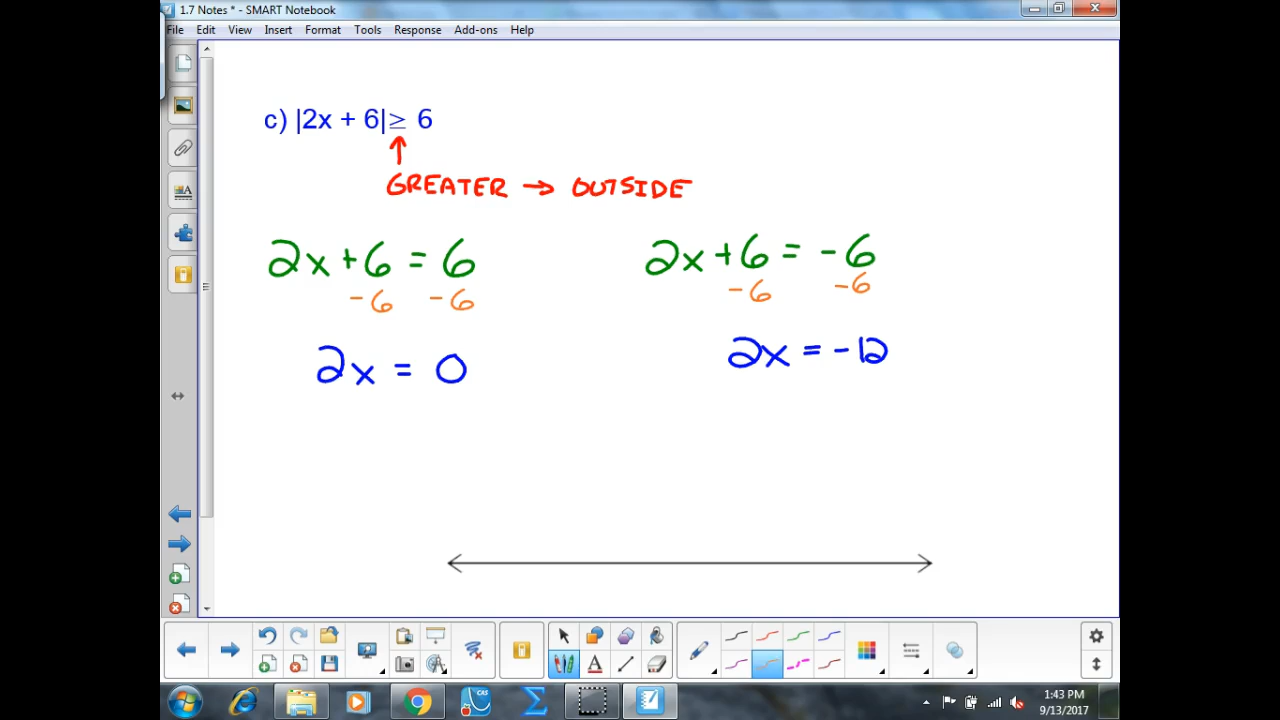 1.7 Notes * - SMART Notebook
File Edit View Insert Format Tools Response Add-ons Help
c) |2x + 6| ≥ 6
GREATER → OUTSIDE
2x+6 = 6
-6 -6
2x = 0
2x+6 = -6
-6 -6
2x = -12
A
CAS
1:43 PM
9/13/2017